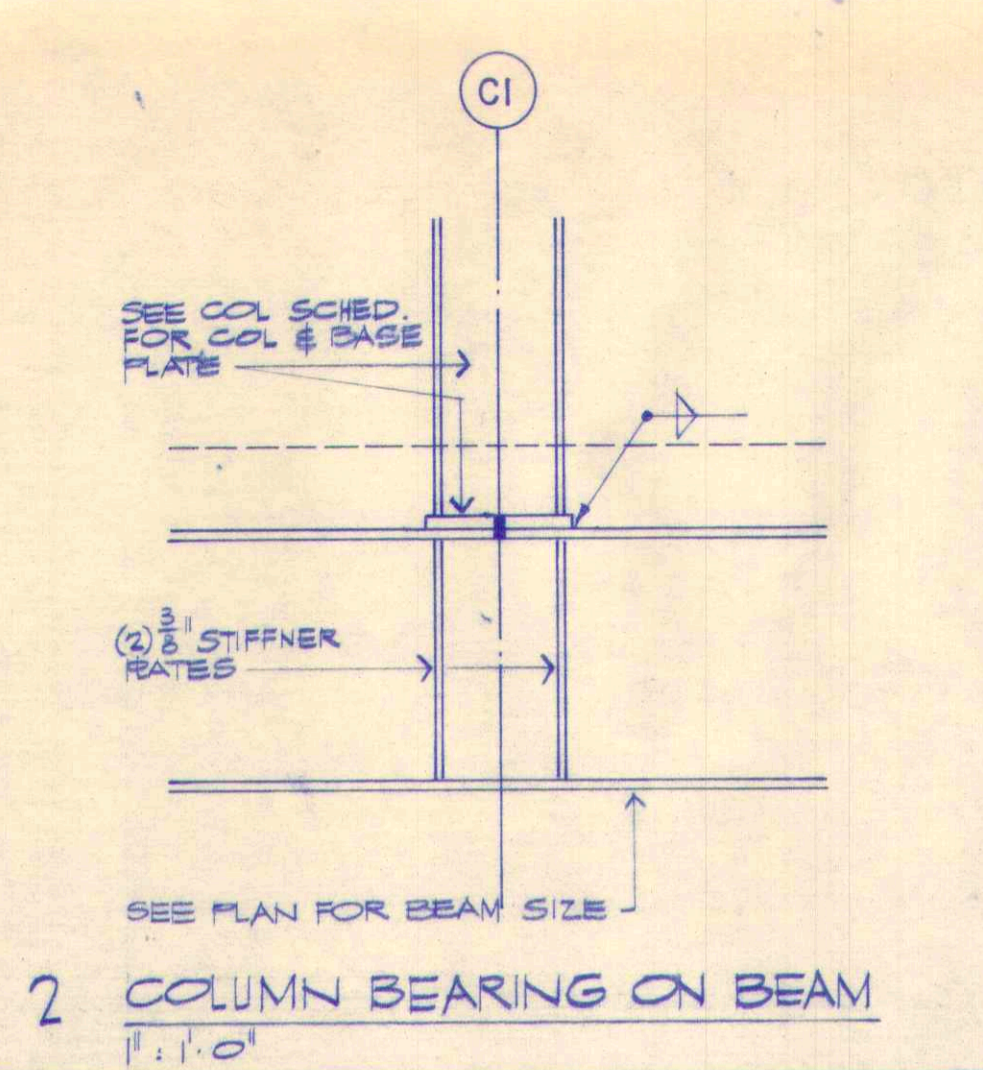 C1
SEE COL SCHED.
FOR COL & BASE
PLATE
(2) 3/8" STIFFNER
PLATES
SEE PLAN FOR BEAM SIZE
2 COLUMN BEARING ON BEAM
1" : 1'·0"